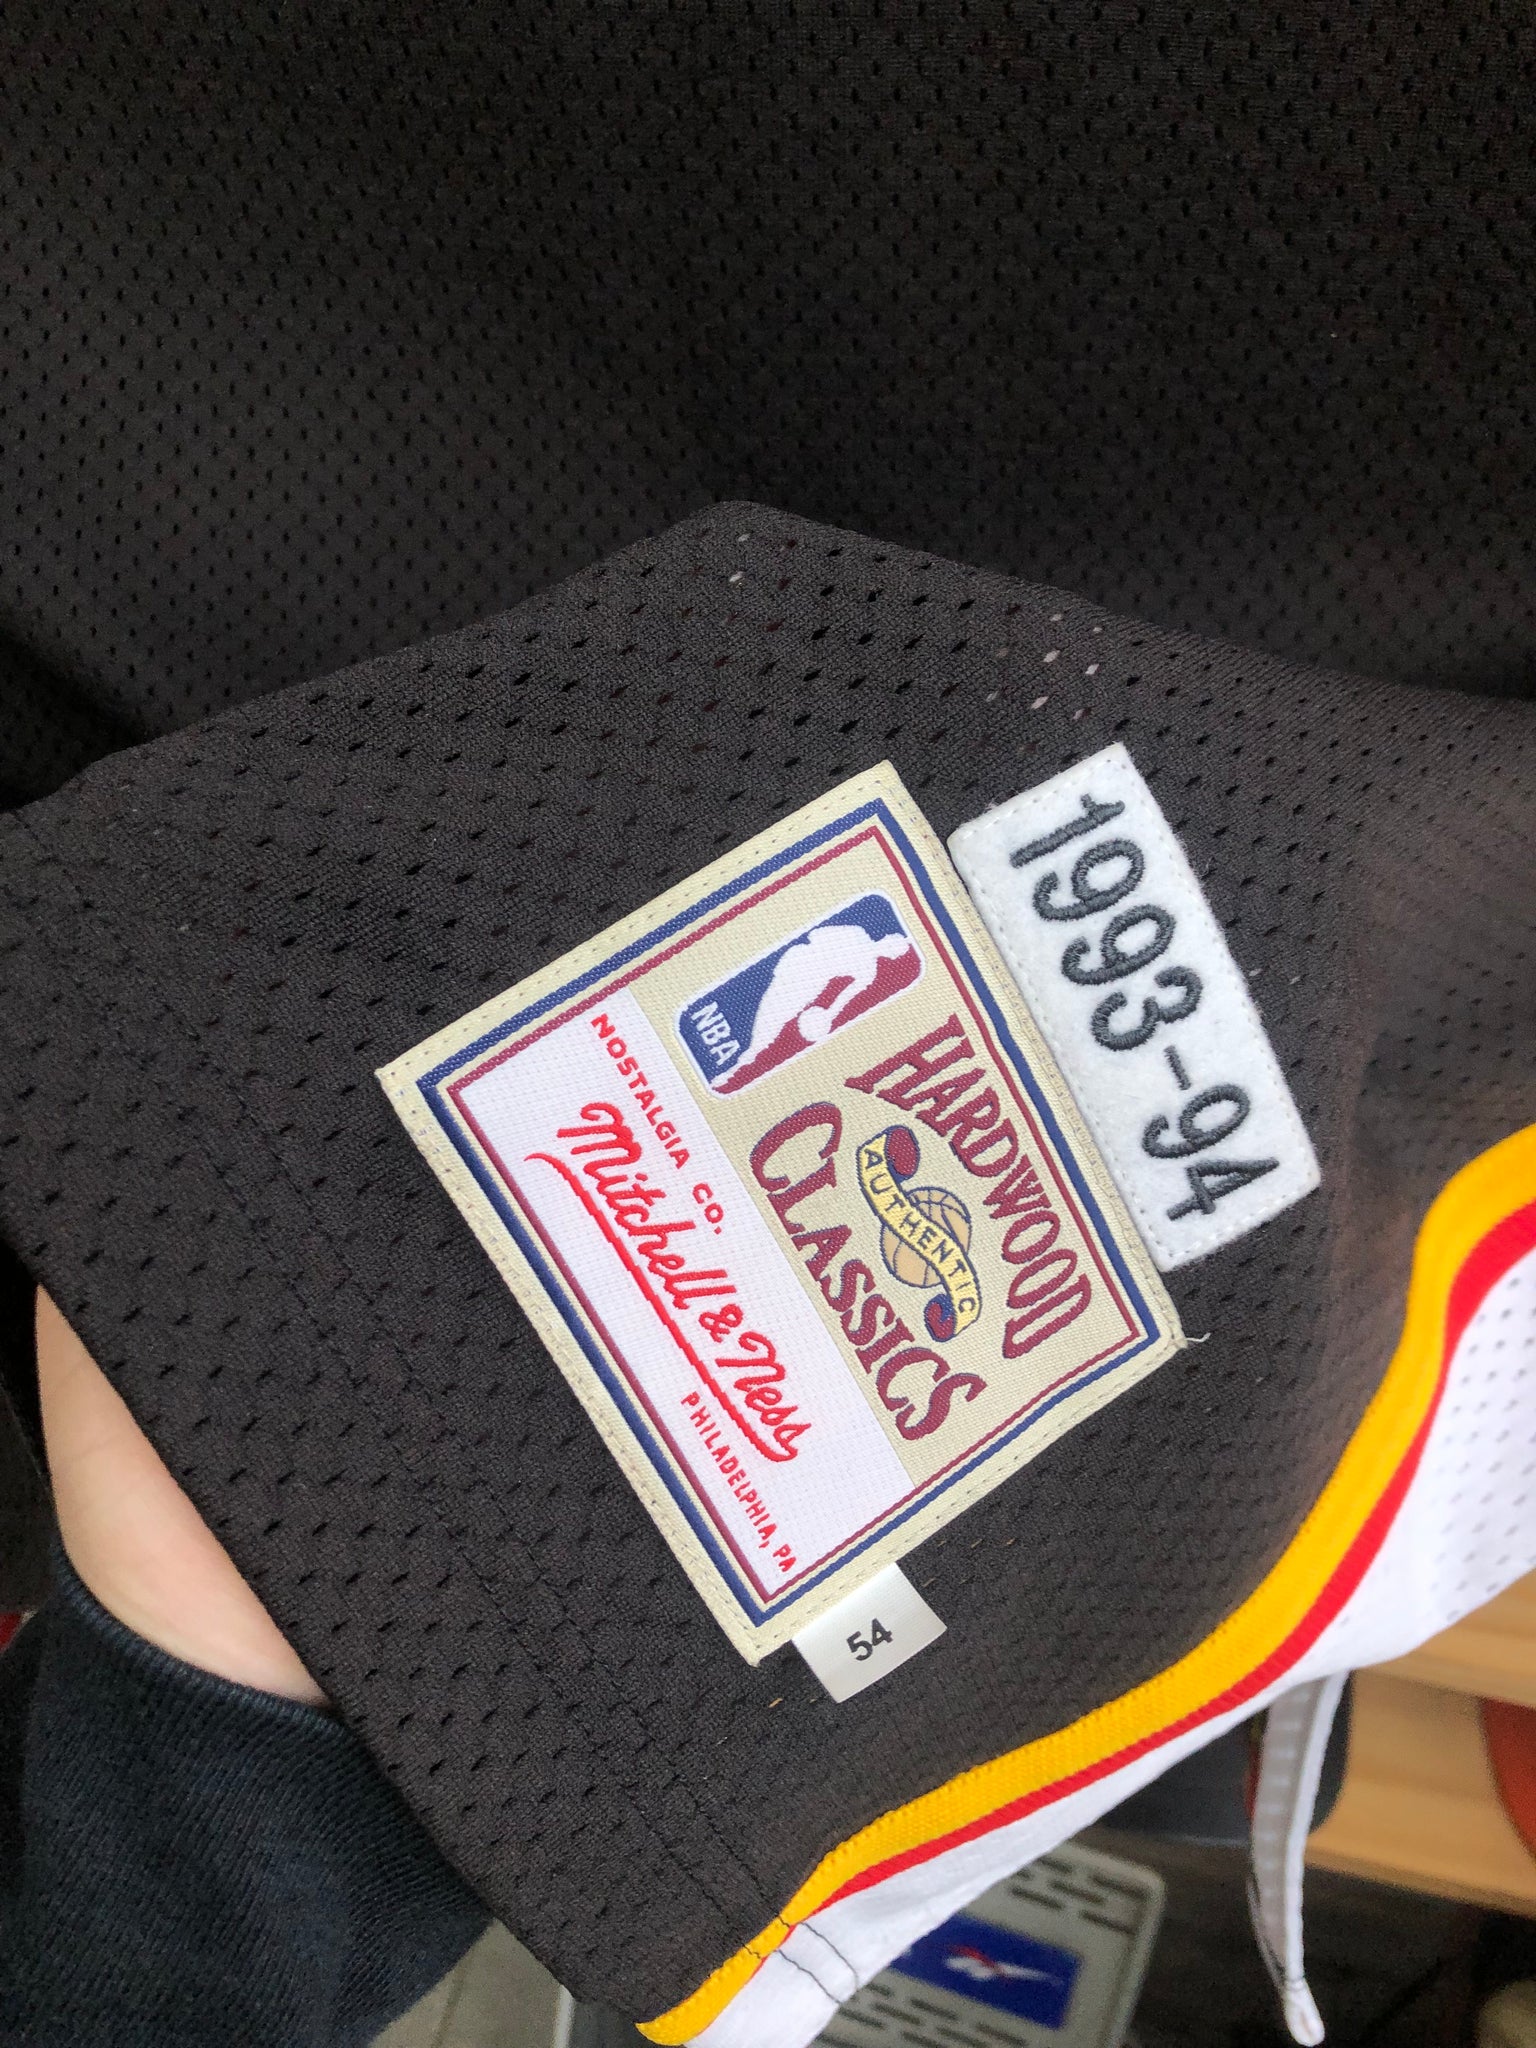 1993-94
HARDWOOD
AUTHENTIC
CLASSICS
NBA
NOSTALGIA CO.
Mitchell & Ness
PHILADELPHIA, PA
54